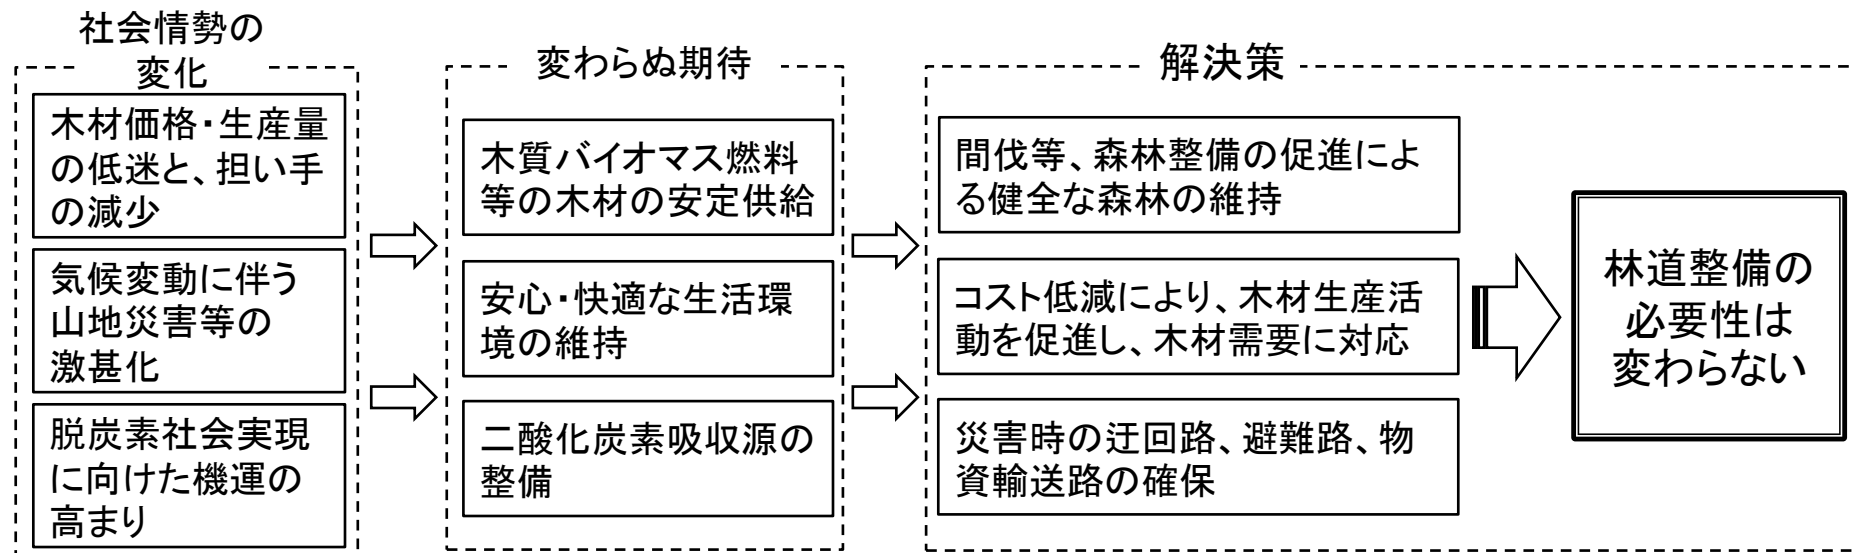 社会情勢の
変化
木材価格・生産量
の低迷と、担い手
の減少
気候変動に伴う
山地災害等の
激甚化
脱炭素社会実現
に向けた機運の
高まり
変わらぬ期待
木質バイオマス燃料
等の木材の安定供給
安心・快適な生活環
境の維持
二酸化炭素吸収源の
整備
解決策
間伐等、森林整備の促進によ
る健全な森林の維持
コスト低減により、木材生産活
動を促進し、木材需要に対応
災害時の迂回路、避難路、物
資輸送路の確保
林道整備の
必要性は
変わらない